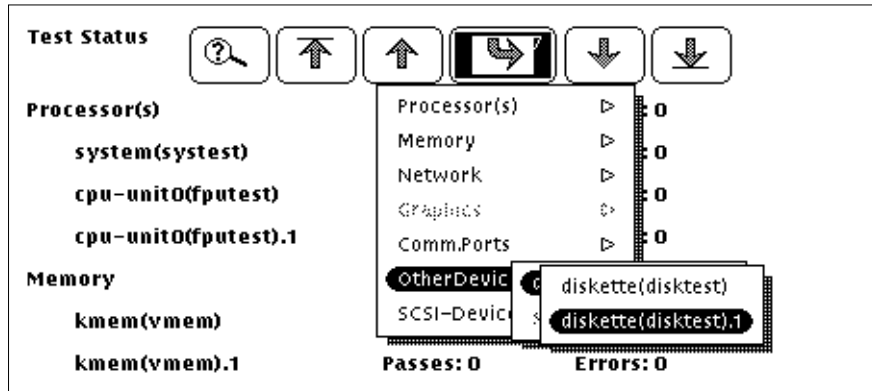 Test Status
Processor(s)
: 0
system(systest)
: 0
cpu-unit0(fputest)
: 0
cpu-unit0(fputest).1
: 0
Memory
kmem(vmem)
kmem(vmem).1 Passes: 0 Errors: 0
Processor(s)
Memory
Network
Graphics
Comm.Ports
OtherDevic
SCSI-Device
diskette(disktest)
diskette(disktest).1